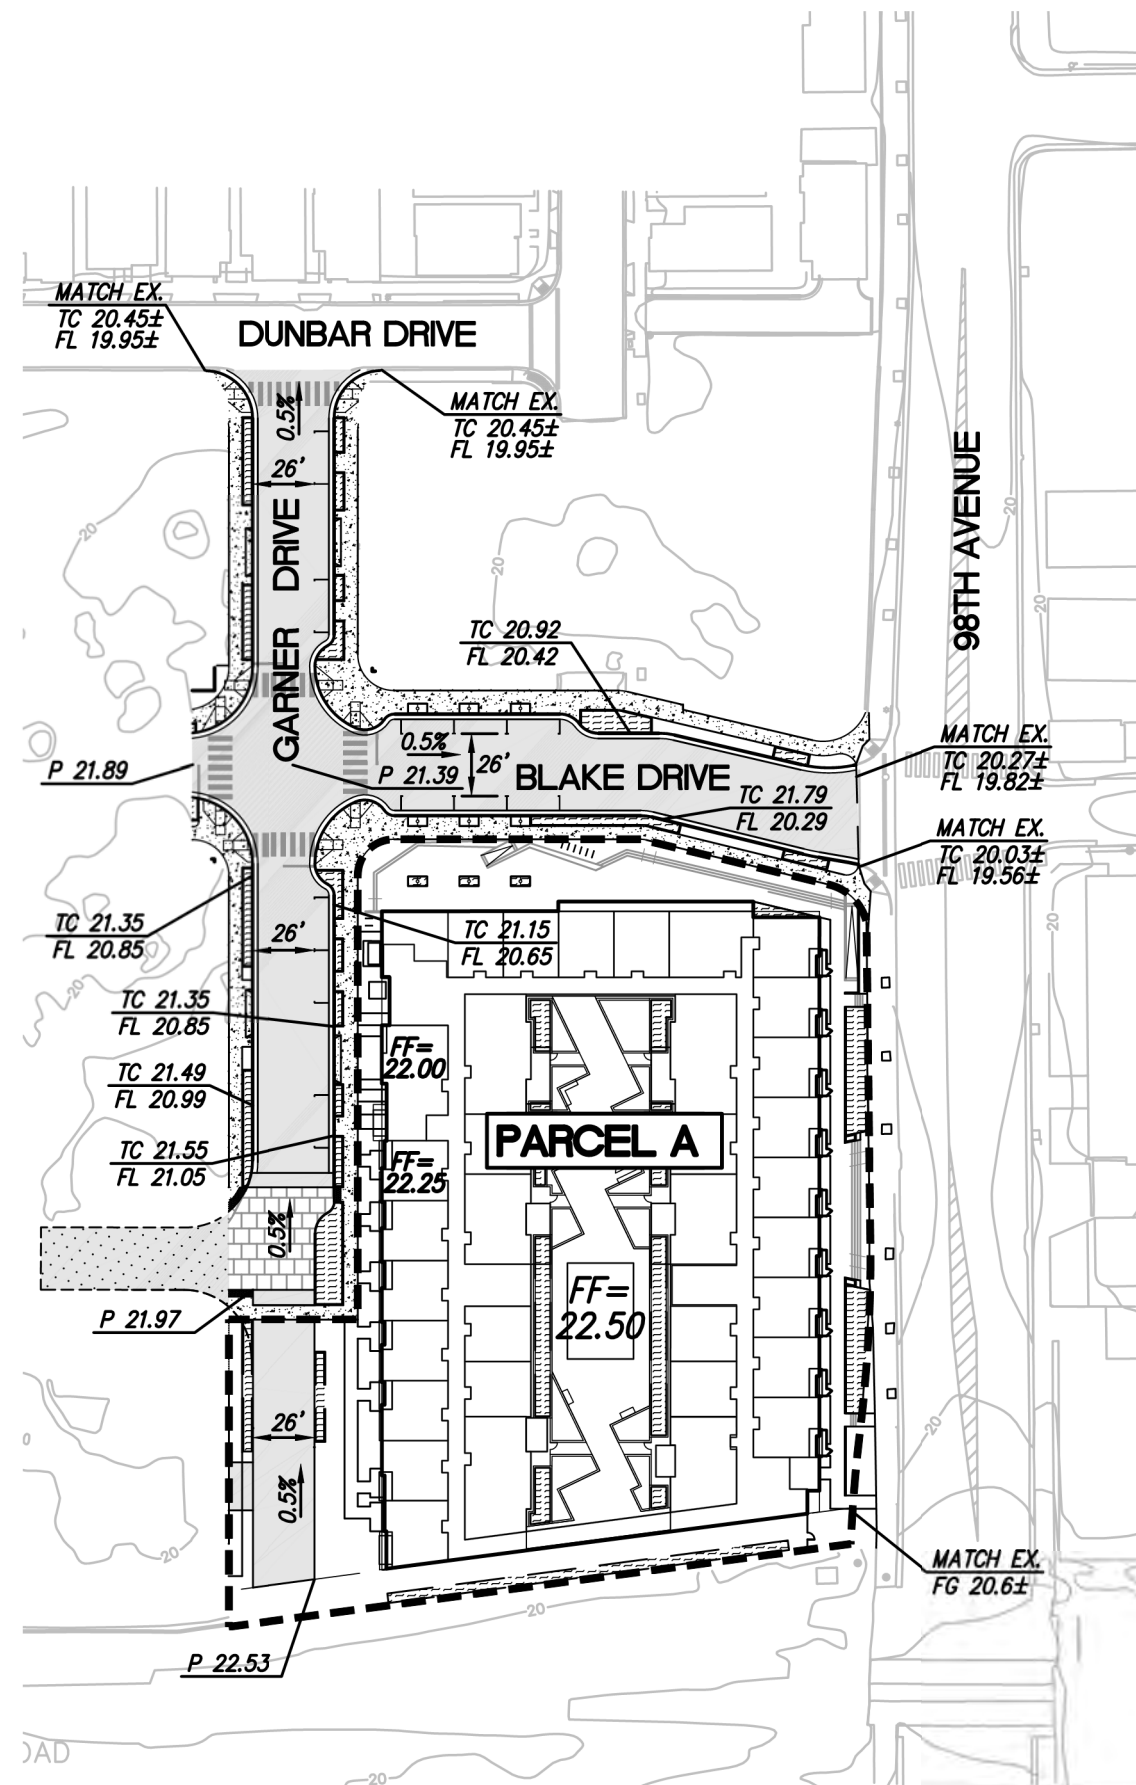 MATCH EX.
TC 20.45±
FL 19.95±
DUNBAR DRIVE
MATCH EX.
TC 20.45±
FL 19.95±
0.5%
26'
GARNER DRIVE
98TH AVENUE
20
20
20
20
TC 20.92
FL 20.42
P 21.89
0.5%
P 21.39
26'
BLAKE DRIVE
MATCH EX.
TC 20.27±
FL 19.82±
TC 21.79
FL 20.29
MATCH EX.
TC 20.03±
FL 19.56±
TC 21.35
FL 20.85
26'
TC 21.15
FL 20.65
20
20
TC 21.35
FL 20.85
FF=
22.00
TC 21.49
FL 20.99
PARCEL A
TC 21.55
FL 21.05
FF=
22.25
0.5%
FF=
22.50
P 21.97
26'
20
0.5%
20
MATCH EX.
FG 20.6±
20
P 22.53
OAD
20